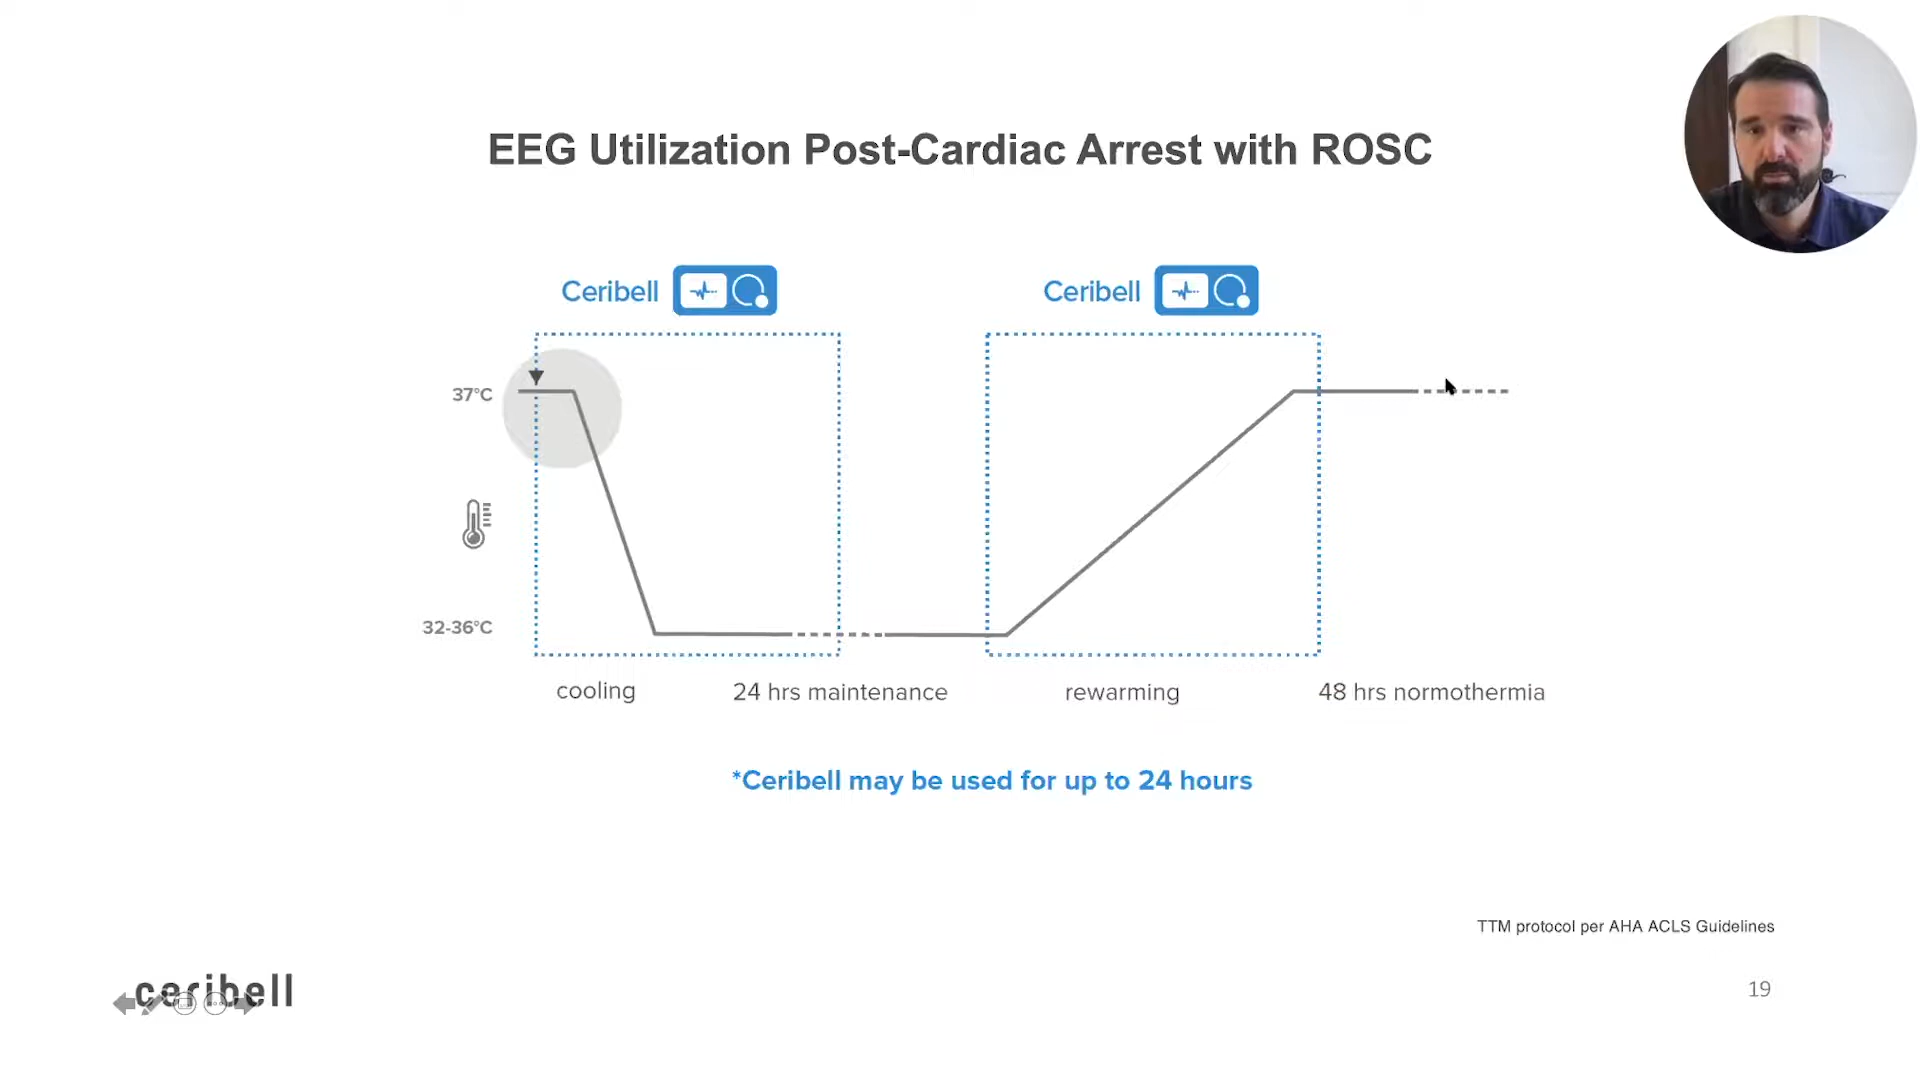 EEG Utilization Post-Cardiac Arrest with ROSC
Ceribell
Ceribell
37°C
32-36°C
cooling
24 hrs maintenance
rewarming
48 hrs normothermia
*Ceribell may be used for up to 24 hours
TTM protocol per AHA ACLS Guidelines
ceribell
19